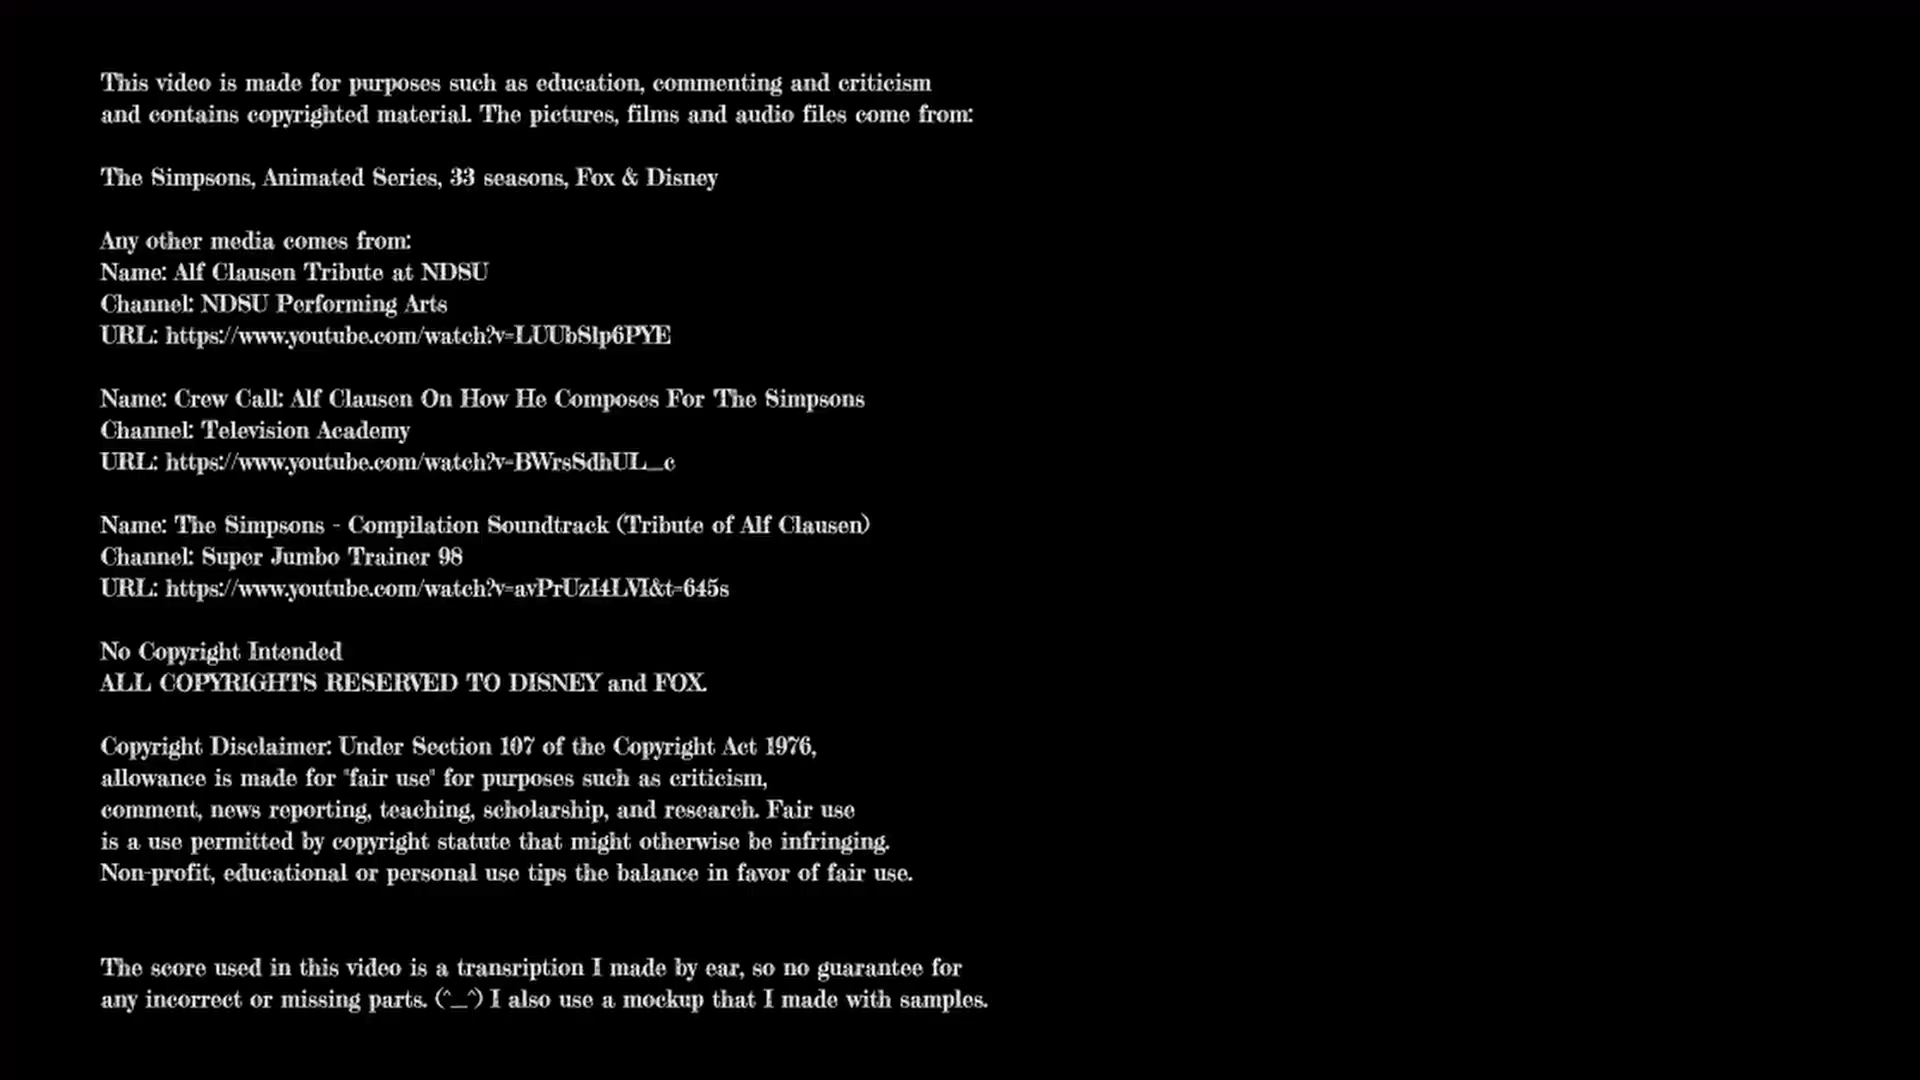 This video is made for purposes such as education, commenting and criticism
and contains copyrighted material. The pictures, films and audio files come from:
The Simpsons, Animated Series, 33 seasons, Fox & Disney
Any other media comes from:
Name: Alf Clausen Tribute at NDSU
Channel: NDSU Performing Arts
URL: https://www.youtube.com/watch?v=LUUbSlp6PYE
Name: Crew Call: Alf Clausen On How He Composes For The Simpsons
Channel: Television Academy
URL: https://www.youtube.com/watch?v=BWrsSdhUL_c
Name: The Simpsons - Compilation Soundtrack (Tribute of Alf Clausen)
Channel: Super Jumbo Trainer 98
URL: https://www.youtube.com/watch?v=avPrUzI4LVI&t=645s
No Copyright Intended
ALL COPYRIGHTS RESERVED TO DISNEY and FOX.
Copyright Disclaimer: Under Section 107 of the Copyright Act 1976,
allowance is made for "fair use" for purposes such as criticism,
comment, news reporting, teaching, scholarship, and research. Fair use
is a use permitted by copyright statute that might otherwise be infringing.
Non-profit, educational or personal use tips the balance in favor of fair use.
The score used in this video is a transription I made by ear, so no guarantee for
any incorrect or missing parts. (^_^) I also use a mockup that I made with samples.